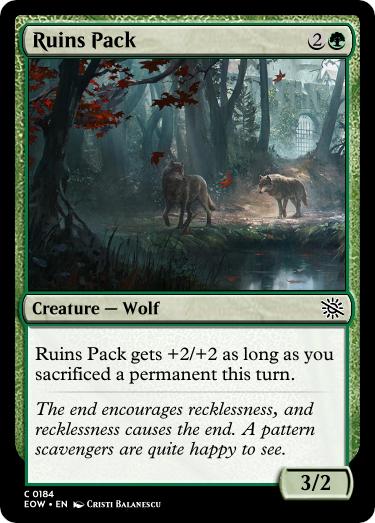 Ruins Pack 2
Creature — Wolf
Ruins Pack gets +2/+2 as long as you
sacrificed a permanent this turn.
The end encourages recklessness, and
recklessness causes the end. A pattern
scavengers are quite happy to see.
3/2
C 0184
EOW • EN Cristi Balanescu